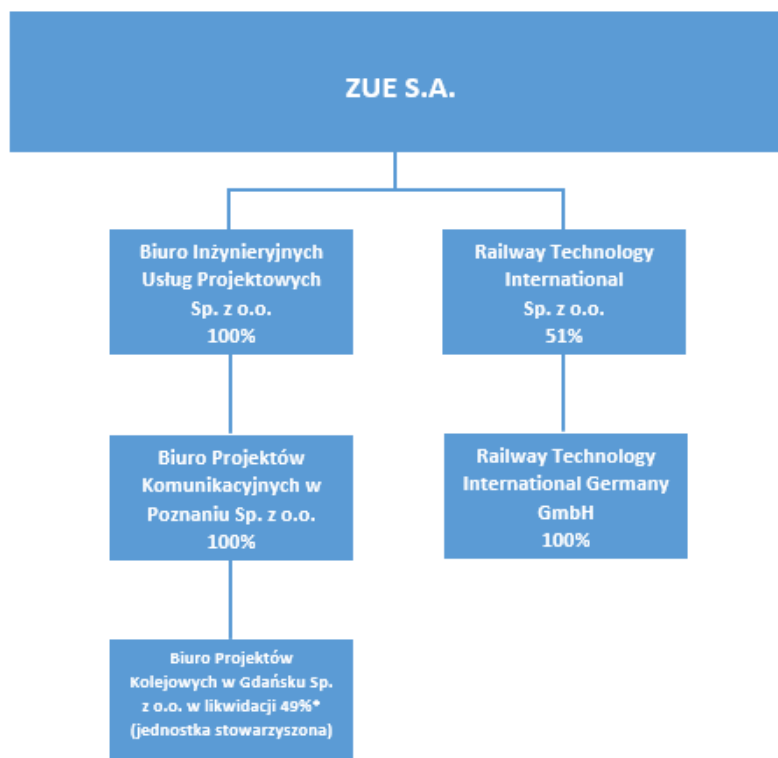 ZUE S.A.
Biuro Inżynieryjnych
Usług Projektowych
Sp. z o.o.
100%
Railway Technology
International
Sp. z o.o.
51%
Biuro Projektów
Komunikacyjnych w
Poznaniu Sp. z o.o.
100%
Railway Technology
International Germany
GmbH
100%
Biuro Projektów
Kolejowych w Gdańsku Sp.
z o.o. w likwidacji 49%*
(jednostka stowarzyszona)